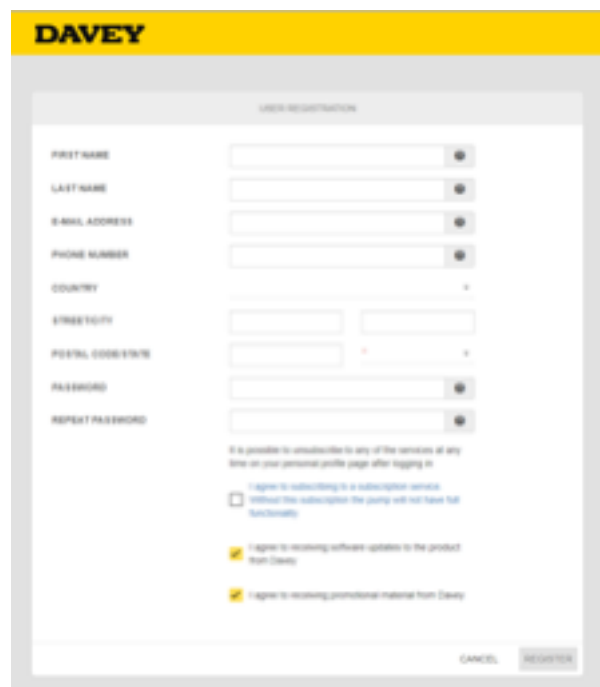 DAVEY
USER REGISTRATION
FIRST NAME
LAST NAME
E-MAIL ADDRESS
PHONE NUMBER
COUNTRY
STREET/CITY
POSTAL CODE/STATE
*
PASSWORD
REPEAT PASSWORD
It is possible to unsubscribe to any of the services at any
time on your personal profile page after logging in
I agree to subscribing to a subscription service.
Without this subscription the pump will not have full
functionality
I agree to receiving software updates to the product
from Davey
I agree to receiving promotional material from Davey
CANCEL REGISTER